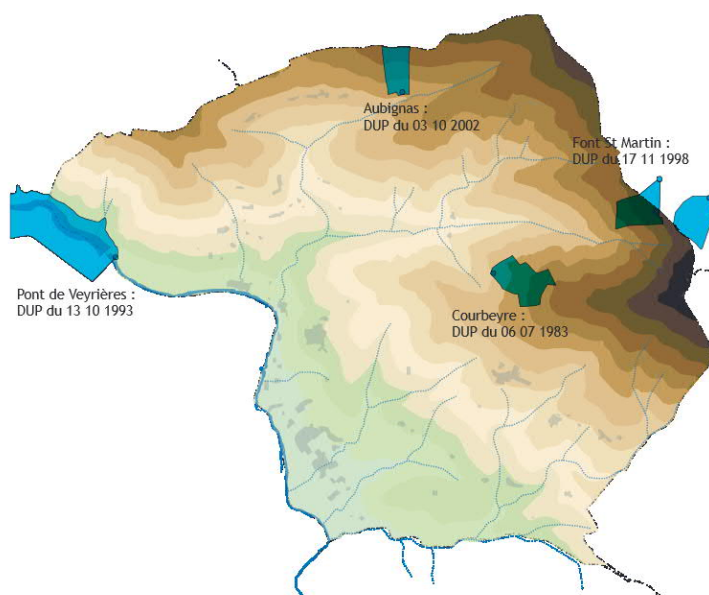 Aubignas :
DUP du 03 10 2002
Font St Martin :
DUP du 17 11 1998
Pont de Veyrières :
DUP du 13 10 1993
Courbeyre :
DUP du 06 07 1983